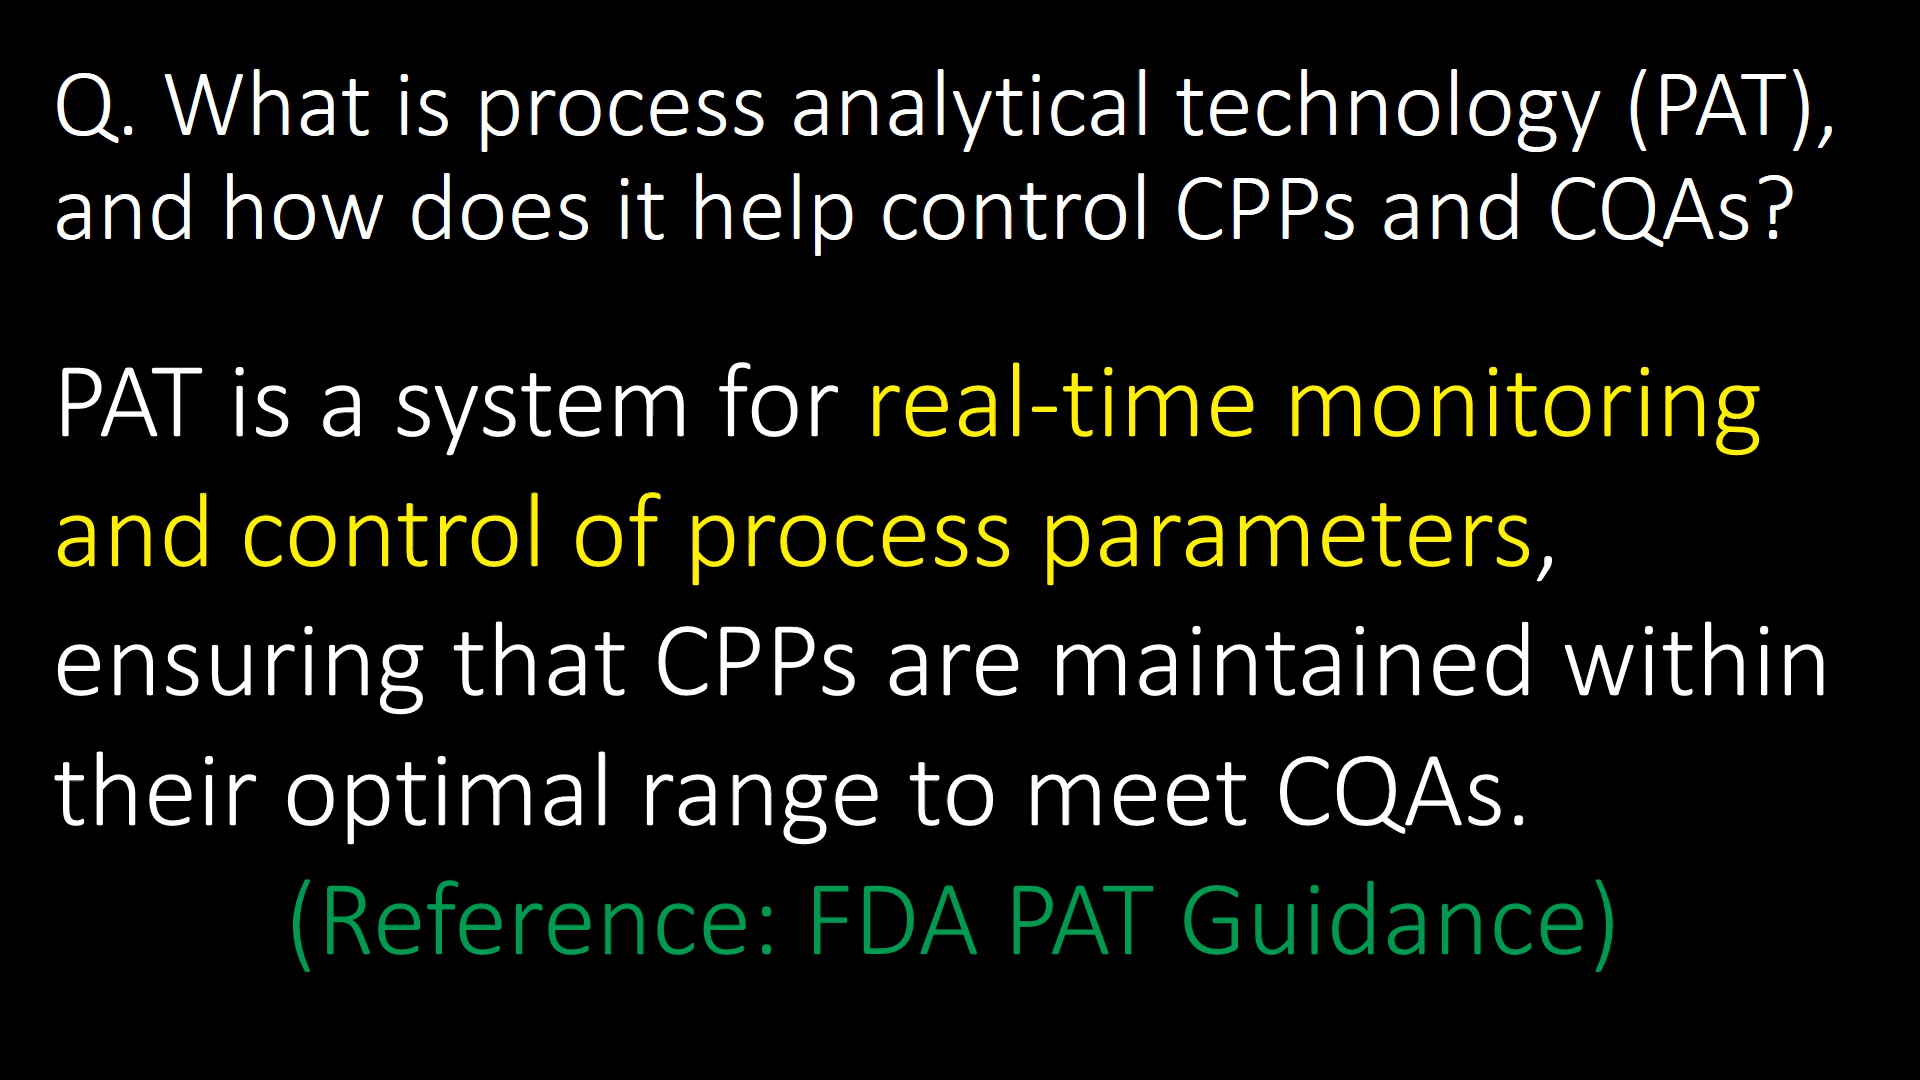 Q. What is process analytical technology (PAT),
and how does it help control CPPs and CQAs?
PAT is a system for real-time monitoring
and control of process parameters,
ensuring that CPPs are maintained within
their optimal range to meet CQAs.
(Reference: FDA PAT Guidance)